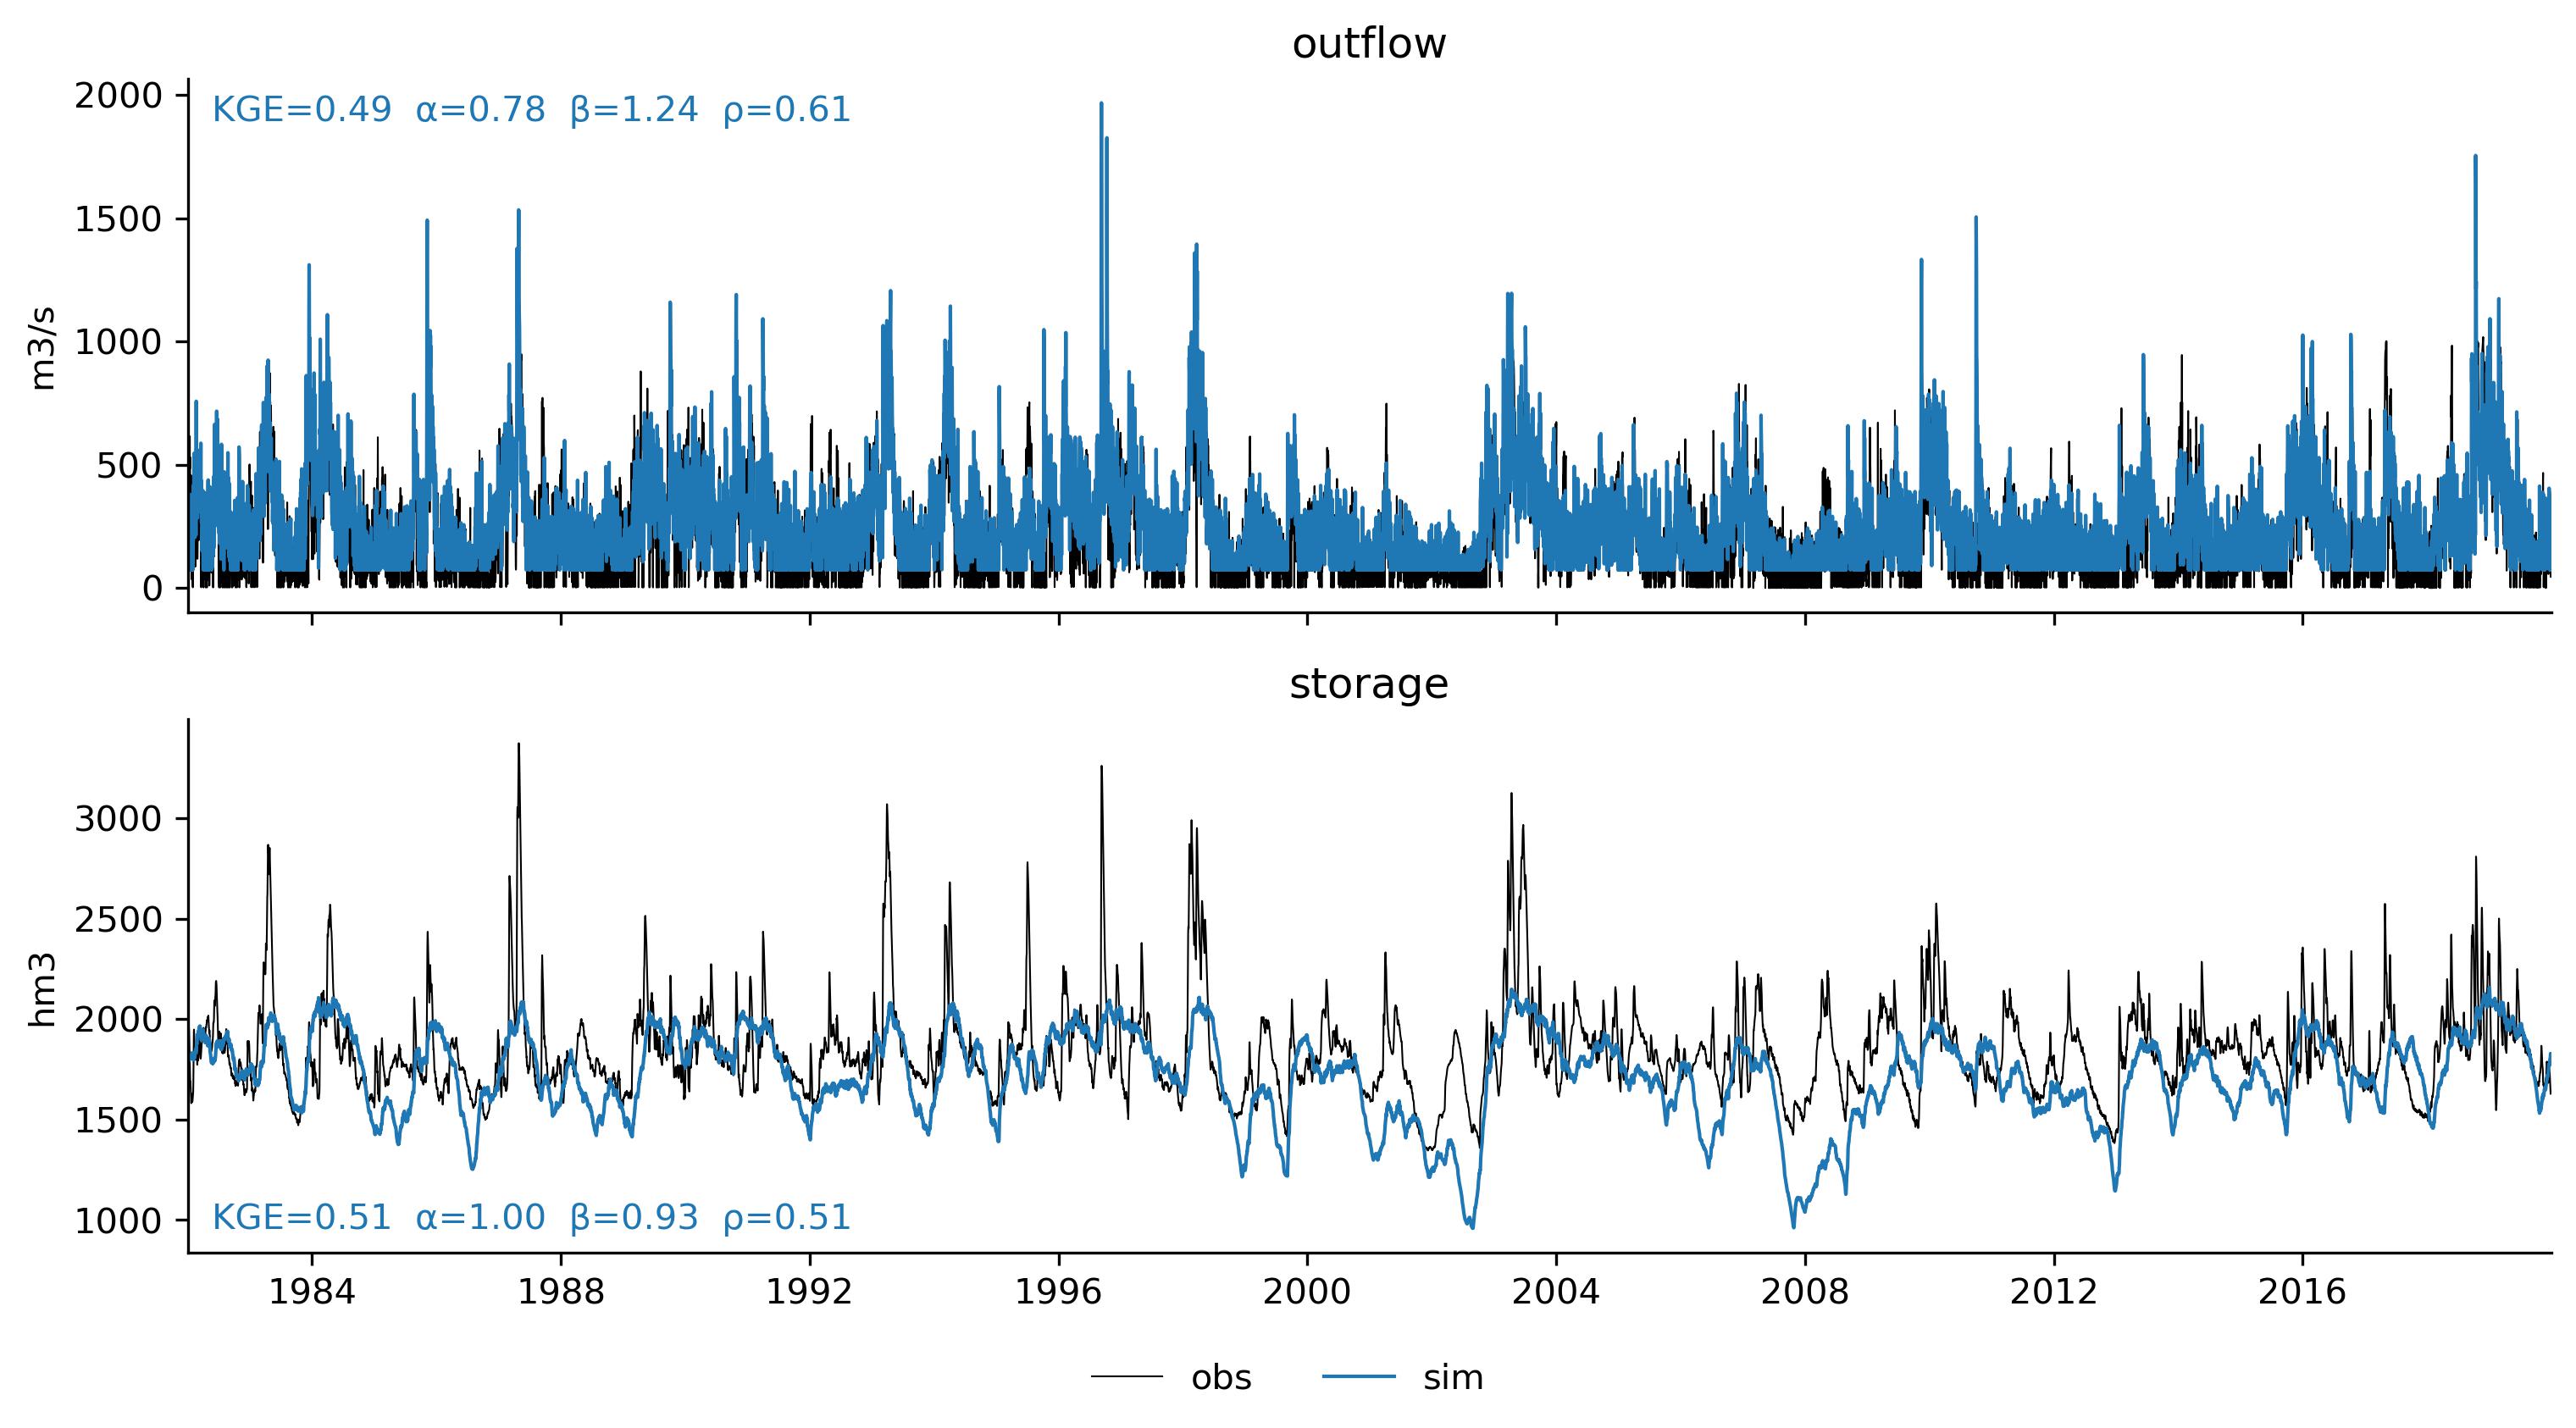 outflow
2000
1500
1000
500
0
m3/s
KGE=0.49 α=0.78 β=1.24 ρ=0.61
storage
3000
2500
2000
1500
1000
hm3
KGE=0.51 α=1.00 β=0.93 ρ=0.51
1984 1988 1992 1996 2000 2004 2008 2012 2016
obs sim